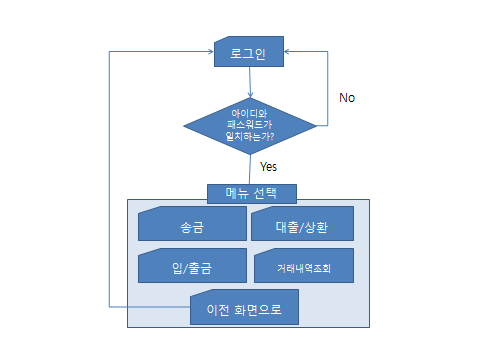 로그인
아이디와
패스워드가
일치하는가?
No
Yes
메뉴 선택
송금
대출/상환
입/출금
거래내역조회
이전 화면으로